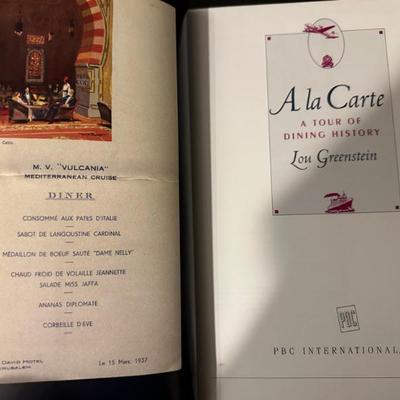 Cairo.
M. V. "VULCANIA"
MEDITERRANEAN CRUISE
DINER
CONSOMMÉ AUX PATES D'ITALIE
SABOT DE LANGOUSTINE CARDINAL
MÉDAILLON DE BOEUF SAUTÉ "DAME NELLY"
CHAUD FROID DE VOLAILLE JEANNETTE
SALADE MISS JAFFA
ANANAS DIPLOMATE
CORBEILLE D'EVE
DAVID HOTEL
Le 15 Mars, 1937
A la Carte
A TOUR OF
DINING HISTORY
Lou Greenstein
PBC
PBC INTERNATIONAL,